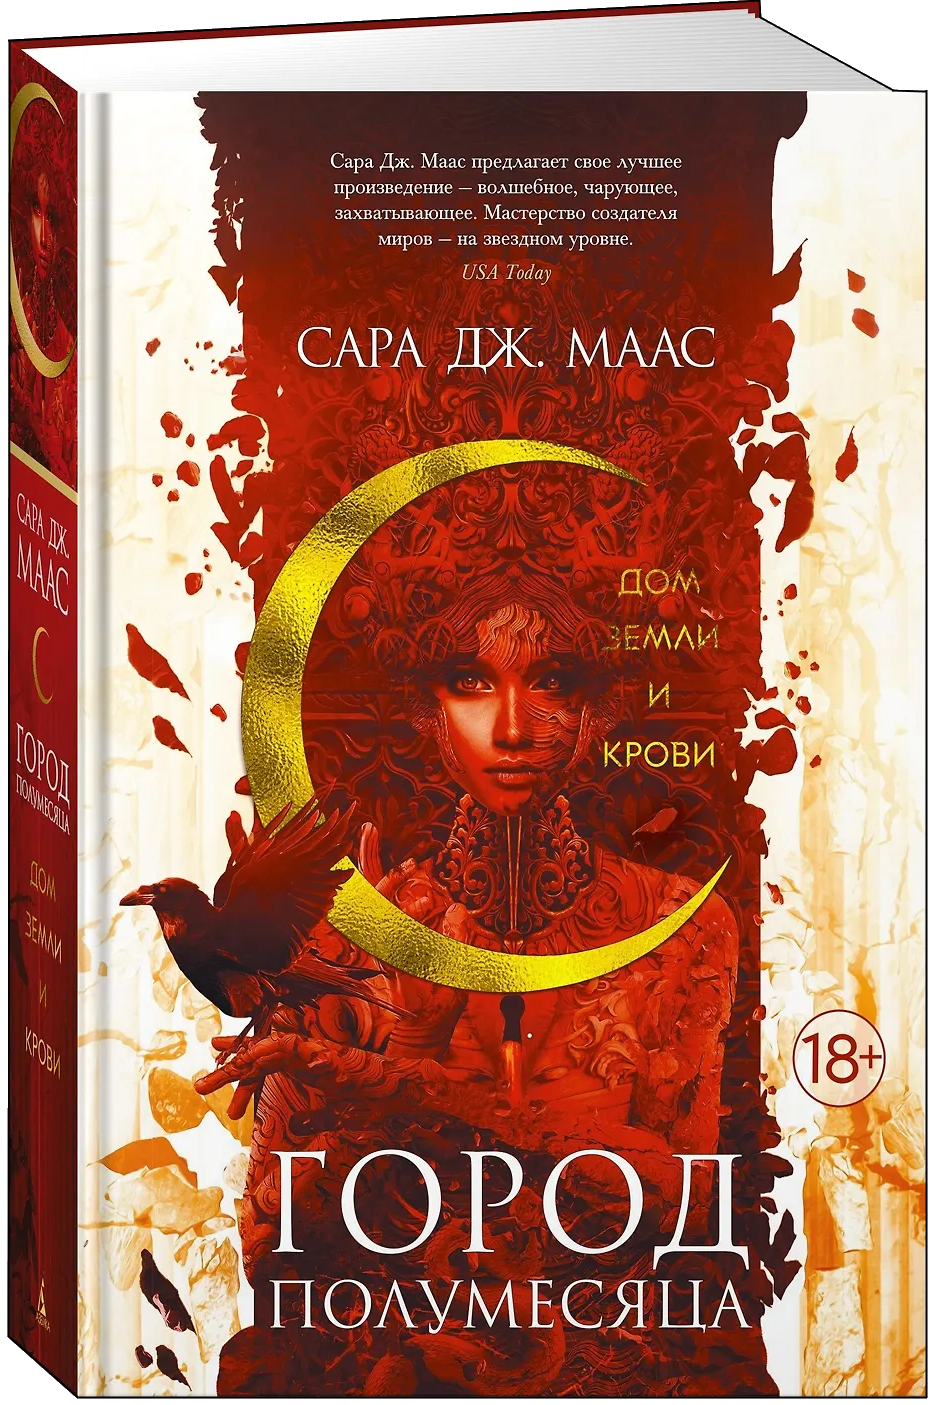 Сара Дж. Маас предлагает свое лучшее
произведение – волшебное, чарующее,
захватывающее. Мастерство создателя
миров – на звездном уровне.
USA Today
САРА ДЖ. МААС
ДОМ
ЗЕМЛИ
И
КРОВИ
18+
ГОРОД
ПОЛУМЕСЯЦА
САРА ДЖ.
МААС
ГОРОД
ПОЛУМЕСЯЦА
ДОМ
ЗЕМЛИ
И
КРОВИ
АЗБУКА